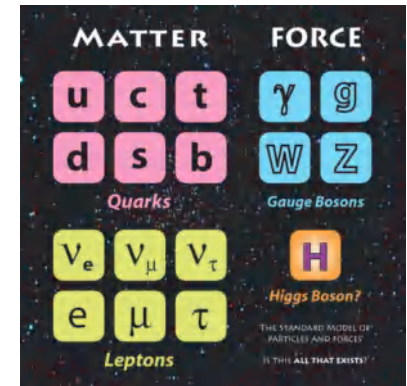 MATTER FORCE
u c t γ g
d s b W Z
Quarks Gauge Bosons
νe νμ ντ H
Higgs Boson?
e μ τ
THE STANDARD MODEL OF
PARTICLES AND FORCES
IS THIS ALL THAT EXISTS?
Leptons